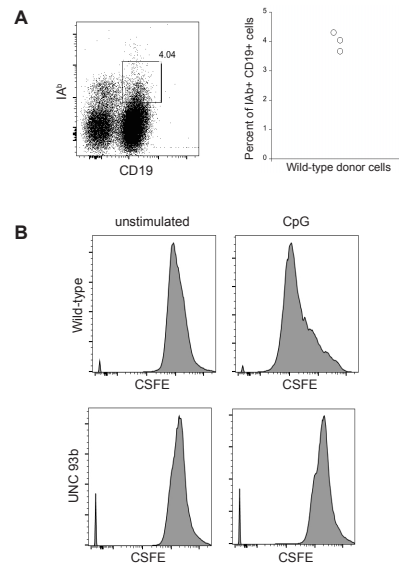 A
4.04
IAb
CD19
Percent of IAb+ CD19+ cells
5
4
3
2
1
0
Wild-type donor cells
B
unstimulated
CpG
Wild-type
CSFE
CSFE
UNC 93b
CSFE
CSFE